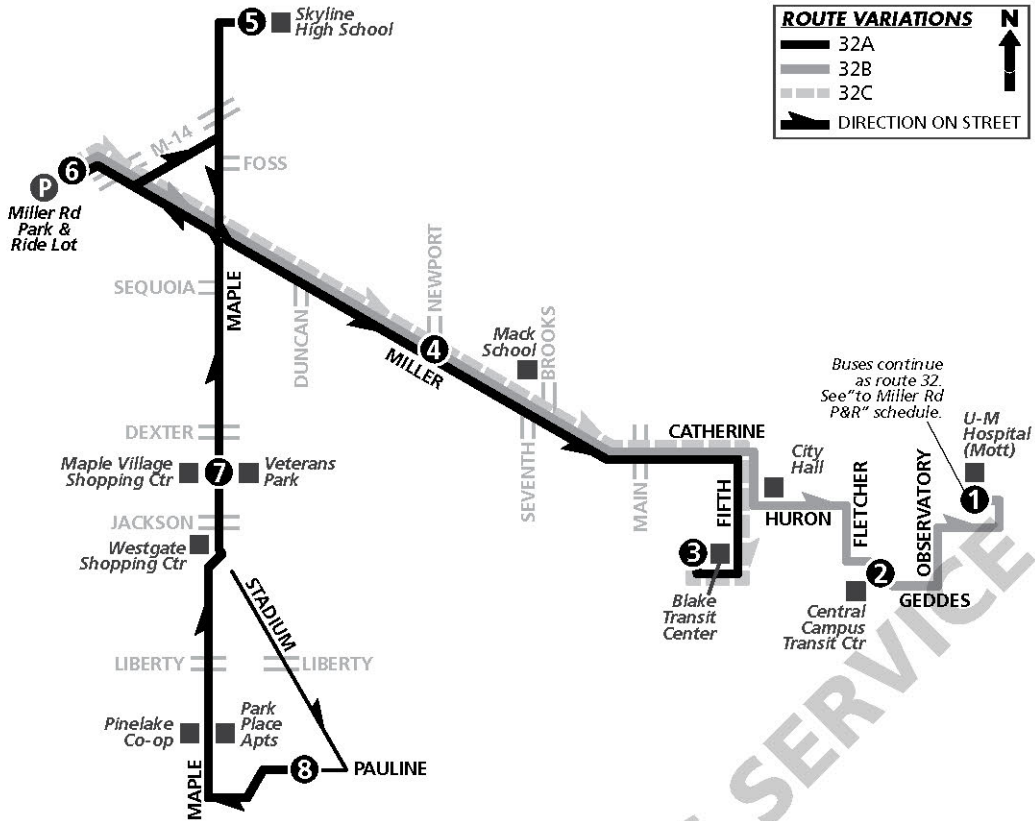 5
Skyline
High School
ROUTE VARIATIONS
32A
32B
32C
DIRECTION ON STREET
N
M-14
FOSS
6
P
Miller Rd
Park &
Ride Lot
SEQUOIA
MAPLE
DUNCAN
NEWPORT
4
MILLER
Mack
School
BROOKS
SEVENTH
MAIN
CATHERINE
FIFTH
Buses continue
as route 32.
See"to Miller Rd
P&R" schedule.
U-M
Hospital
(Mott)
1
City
Hall
HURON
FLETCHER
OBSERVATORY
2
GEDDES
Central
Campus
Transit Ctr
3
Blake
Transit
Center
DEXTER
Maple Village
Shopping Ctr
7
Veterans
Park
JACKSON
Westgate
Shopping Ctr
STADIUM
LIBERTY
LIBERTY
Pinelake
Co-op
Park
Place
Apts
8
PAULINE
MAPLE
SERVICE